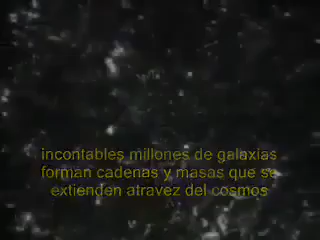 incontables millones de galaxias
forman cadenas y masas que se
extienden atravez del cosmos